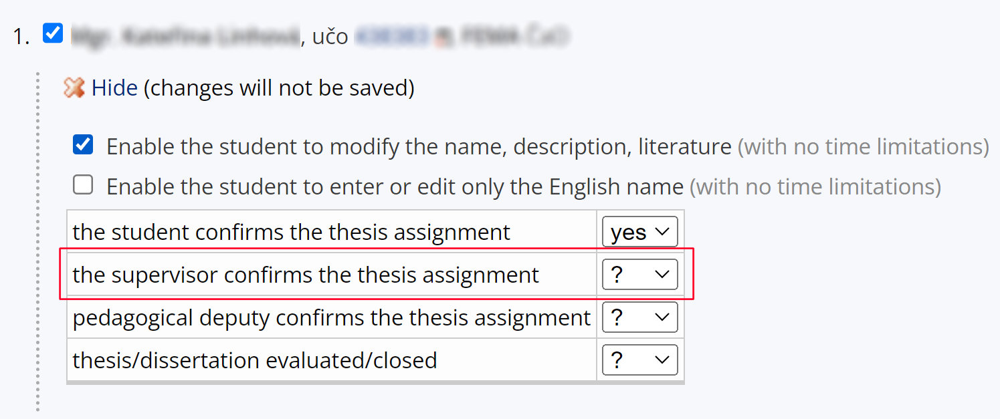 1. , učo
Hide (changes will not be saved)
Enable the student to modify the name, description, literature (with no time limitations)
Enable the student to enter or edit only the English name (with no time limitations)
the student confirms the thesis assignment yes
the supervisor confirms the thesis assignment ?
pedagogical deputy confirms the thesis assignment ?
thesis/dissertation evaluated/closed ?